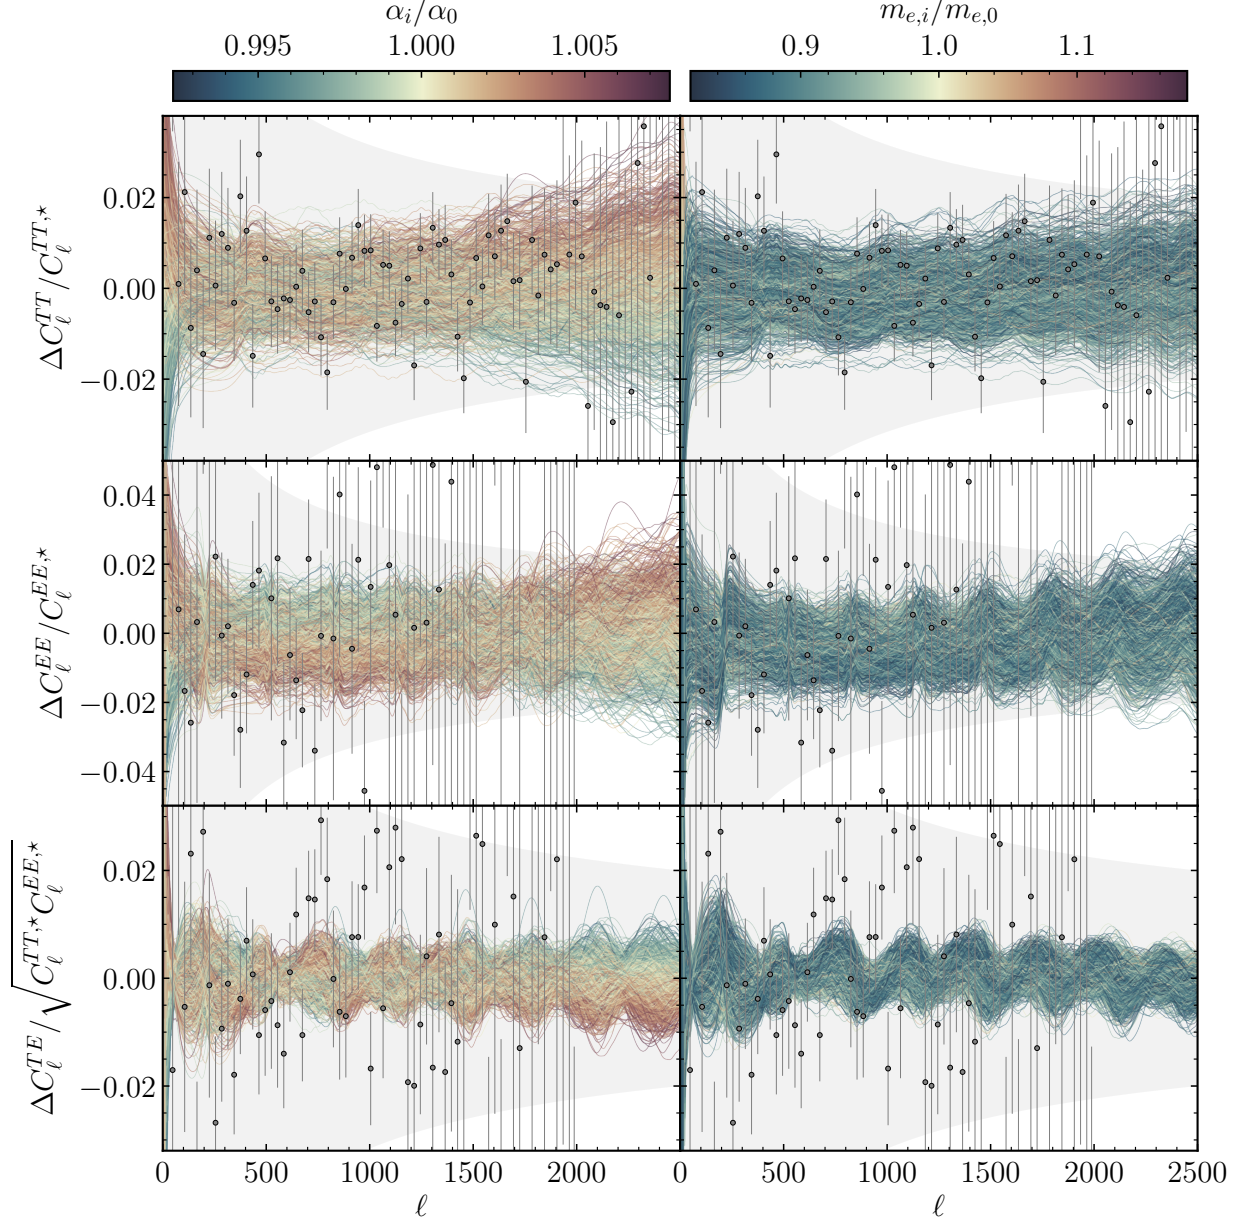 α_i/α_0 m_{e,i}/m_{e,0}
0.995 1.000 1.005 0.9 1.0 1.1
ΔC_ℓ^{TT}/C_ℓ^{TT,⋆}
0.02
0.00
−0.02
ΔC_ℓ^{EE}/C_ℓ^{EE,⋆}
0.04
0.02
0.00
−0.02
−0.04
ΔC_ℓ^{TE}/√(C_ℓ^{TT,⋆}C_ℓ^{EE,⋆})
0.02
0.00
−0.02
0 500 1000 1500 2000 0 500 1000 1500 2000 2500
ℓ ℓ